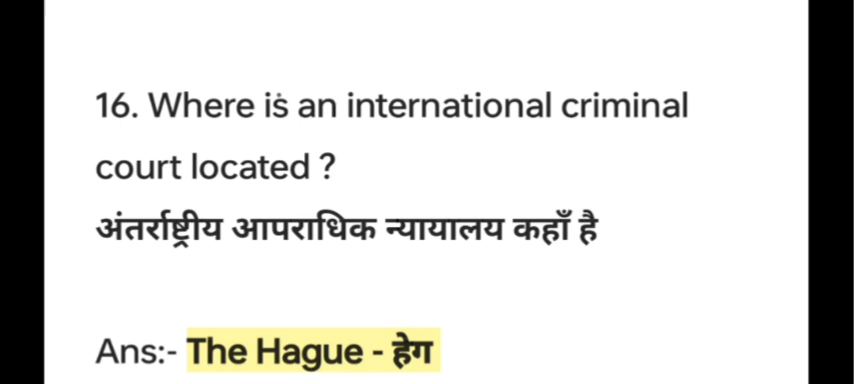 16. Where is an international criminal
court located ?
अंतर्राष्ट्रीय आपराधिक न्यायालय कहाँ है
Ans:- The Hague - हेग